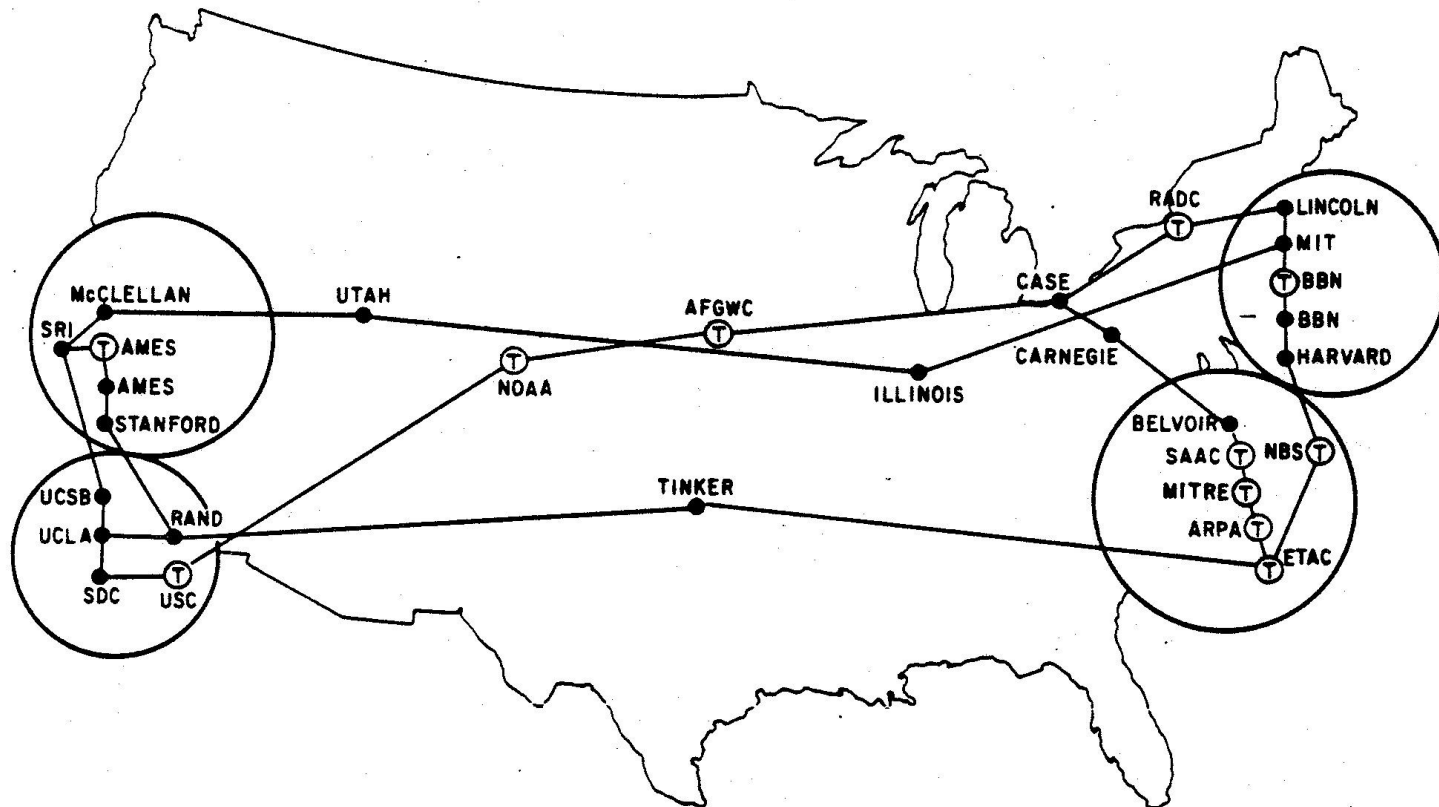 RADC
T
LINCOLN
MIT
T BBN
BBN
HARVARD
CASE
McCLELLAN
UTAH
AFGWC
T
SRI
T AMES
AMES
STANFORD
T
NOAA
CARNEGIE
ILLINOIS
BELVOIR
SAAC T
NBS T
MITRE T
ARPA T
T ETAC
UCSB
RAND
TINKER
UCLA
SDC
T
USC